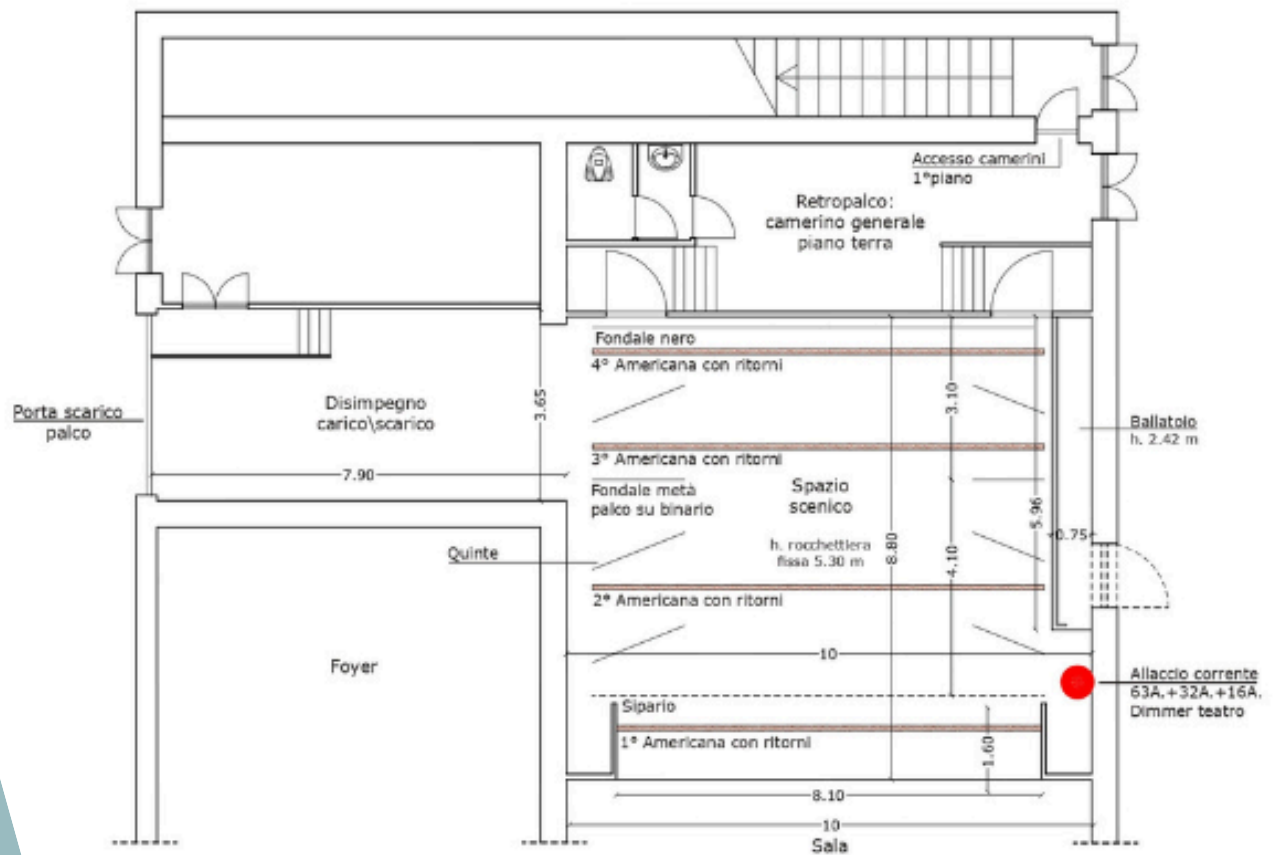 Accesso camerini
1°piano
Retropalco:
camerino generale
piano terra
Fondale nero
4° Americana con ritorni
Porta scarico
palco
Disimpegno
carico\scarico
3.65
3.10
Ballatoio
h. 2.42 m
3° Americana con ritorni
7.90
Fondale metà
palco su binario
Spazio
scenico
5.96
0.75
Quinte
h. rocchettiera
fissa 5.30 m
8.80
4.10
2° Americana con ritorni
Foyer
10
Allaccio corrente
63A.+32A.+16A.
Dimmer teatro
Sipario
1° Americana con ritorni
1.60
8.10
10
Sala